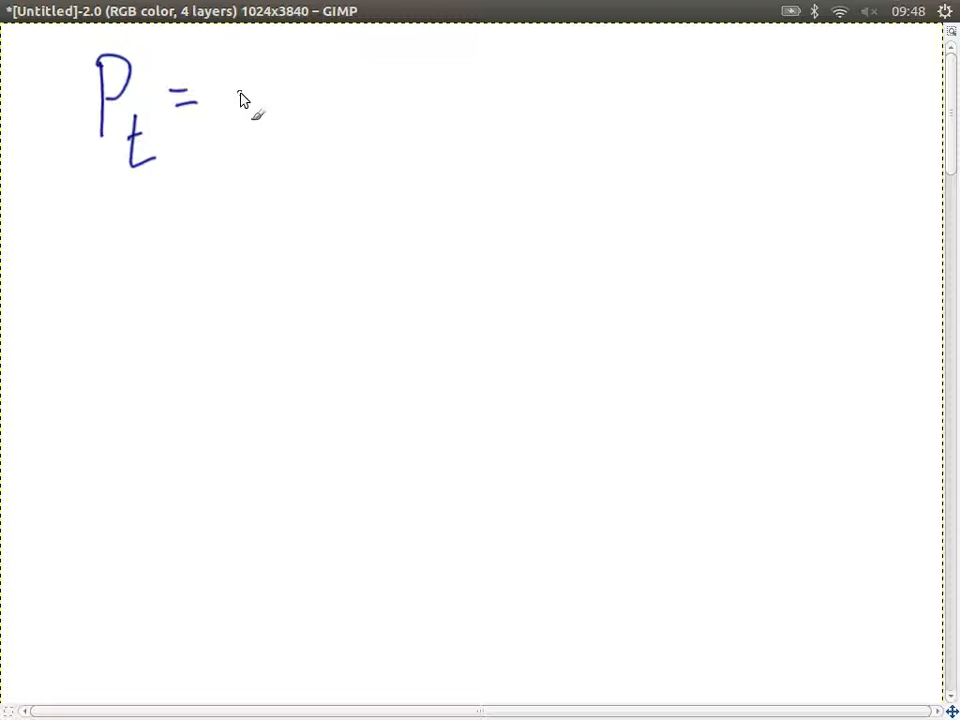 *[Untitled]-2.0 (RGB color, 4 layers) 1024x3840 – GIMP 09:48
P_t =